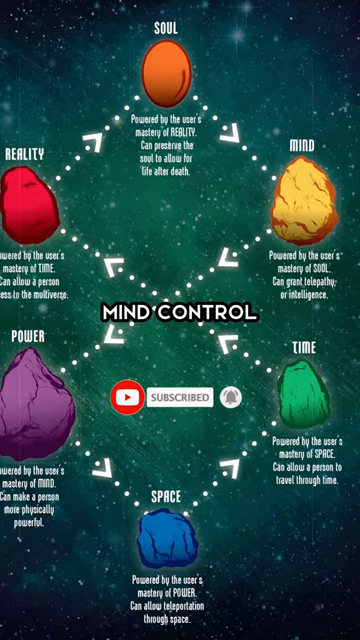 SOUL
Powered by the user's
mastery of REALITY.
Can preserve the
soul to allow for
life after death.
REALITY
owered by the user's
mastery of TIME.
Can allow a person
cess to the multiverse.
MIND
Powered by the user's
mastery of SOUL.
Can grant telepathy,
or intelligence.
MIND CONTROL
POWER
owered by the user's
mastery of MIND.
Can make a person
more physically
powerful.
SUBSCRIBED
TIME
Powered by the user's
mastery of SPACE.
Can allow a person to
travel through time.
SPACE
Powered by the user's
mastery of POWER.
Can allow teleportation
through space.